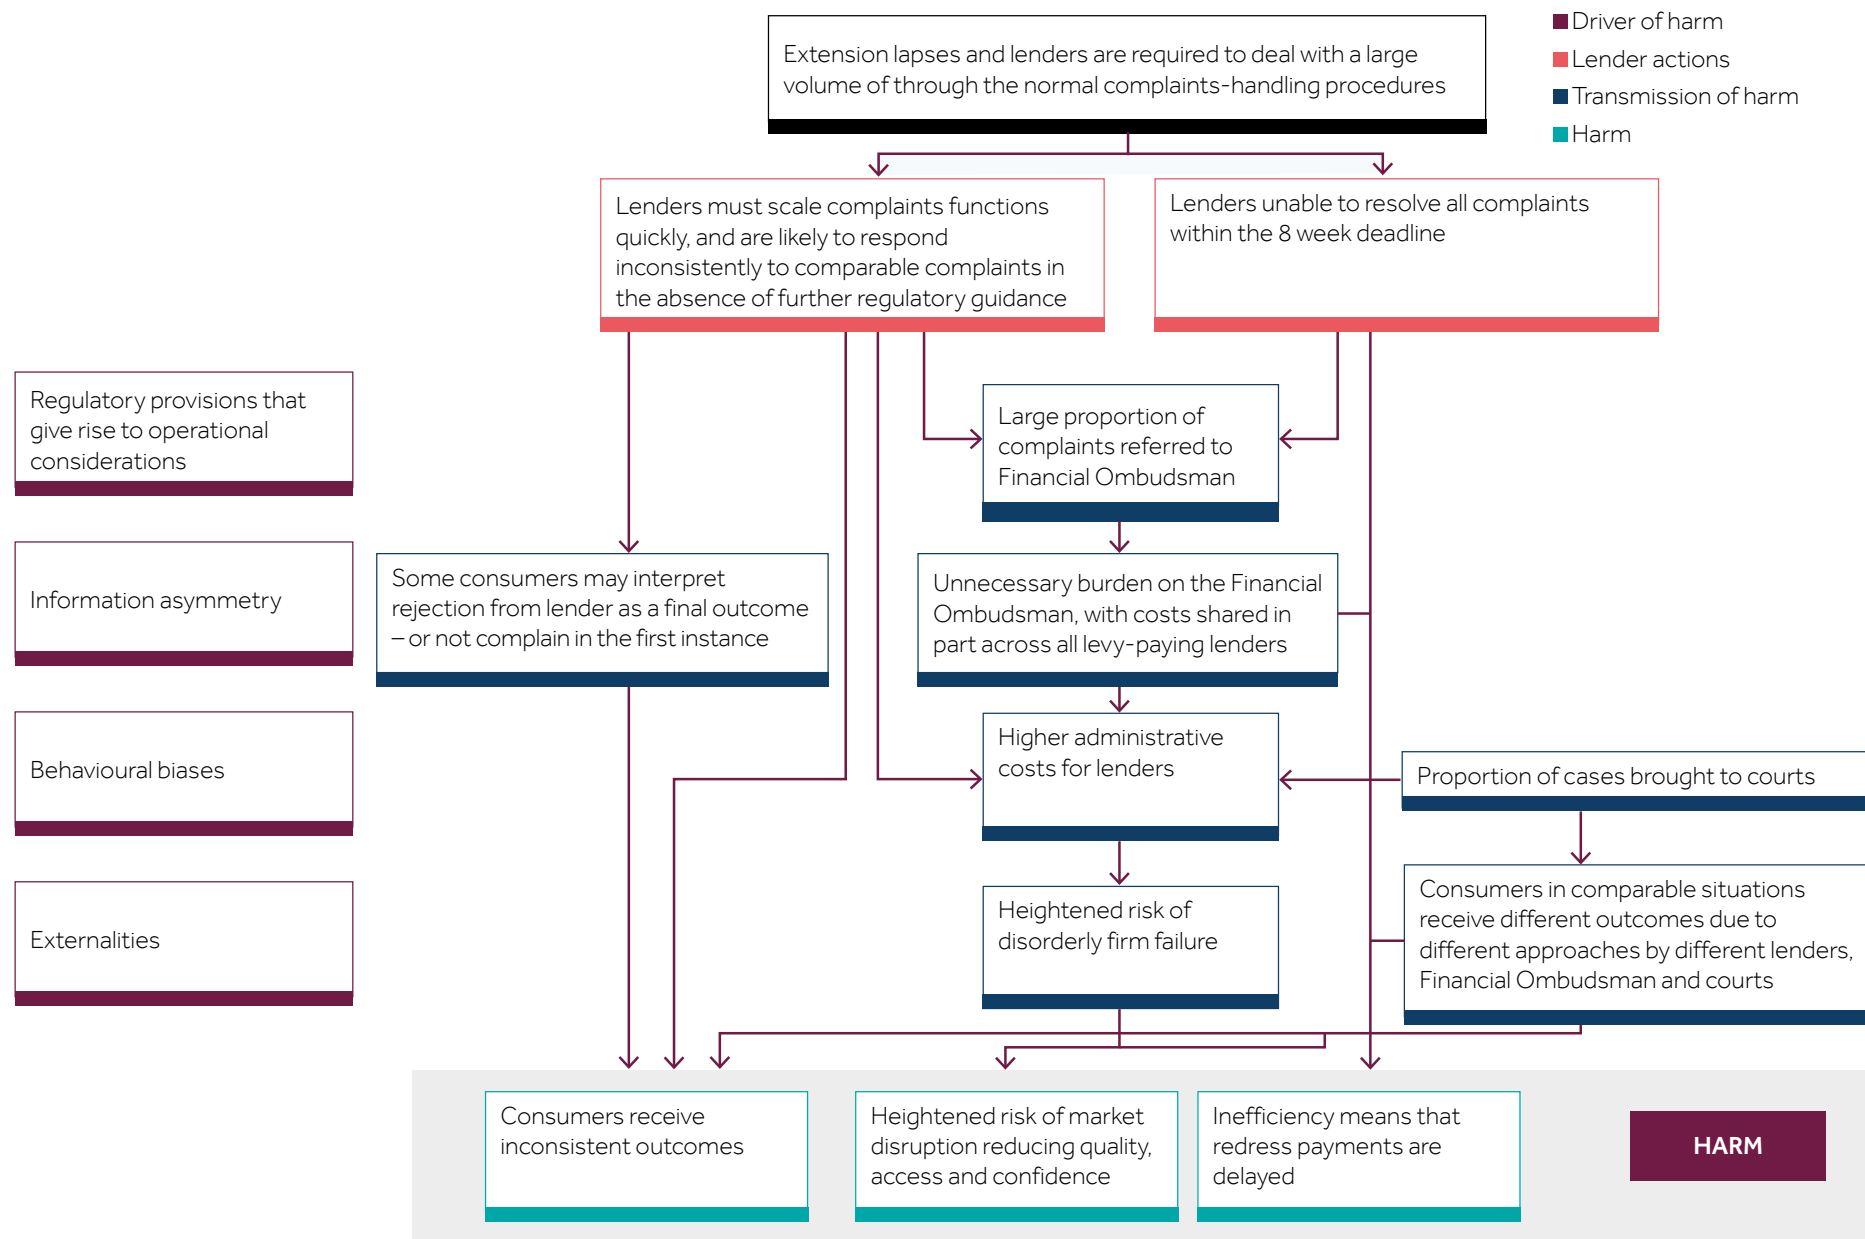 Driver of harm
Lender actions
Transmission of harm
Harm
Extension lapses and lenders are required to deal with a large
volume of through the normal complaints-handling procedures
Lenders must scale complaints functions
quickly, and are likely to respond
inconsistently to comparable complaints in
the absence of further regulatory guidance
Lenders unable to resolve all complaints
within the 8 week deadline
Regulatory provisions that
give rise to operational
considerations
Large proportion of
complaints referred to
Financial Ombudsman
Information asymmetry
Some consumers may interpret
rejection from lender as a final outcome
– or not complain in the first instance
Unnecessary burden on the Financial
Ombudsman, with costs shared in
part across all levy-paying lenders
Behavioural biases
Higher administrative
costs for lenders
Proportion of cases brought to courts
Externalities
Heightened risk of
disorderly firm failure
Consumers in comparable situations
receive different outcomes due to
different approaches by different lenders,
Financial Ombudsman and courts
Consumers receive
inconsistent outcomes
Heightened risk of market
disruption reducing quality,
access and confidence
Inefficiency means that
redress payments are
delayed
HARM